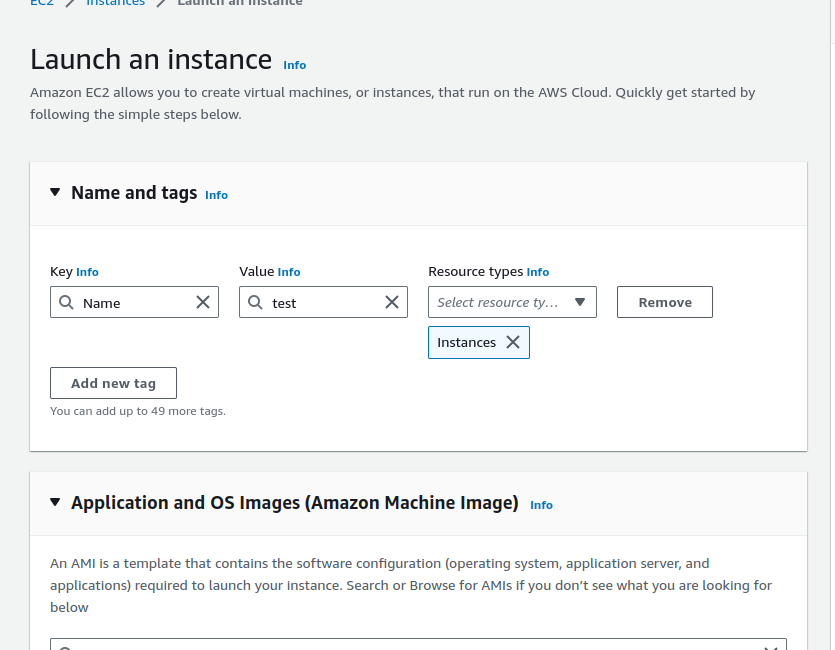 EC2 Instances Launch an instance
Launch an instance Info
Amazon EC2 allows you to create virtual machines, or instances, that run on the AWS Cloud. Quickly get started by
following the simple steps below.
Name and tags Info
Key Info Value Info Resource types Info
Name test Select resource ty... Remove
Instances
Add new tag
You can add up to 49 more tags.
Application and OS Images (Amazon Machine Image) Info
An AMI is a template that contains the software configuration (operating system, application server, and
applications) required to launch your instance. Search or Browse for AMIs if you don’t see what you are looking for
below